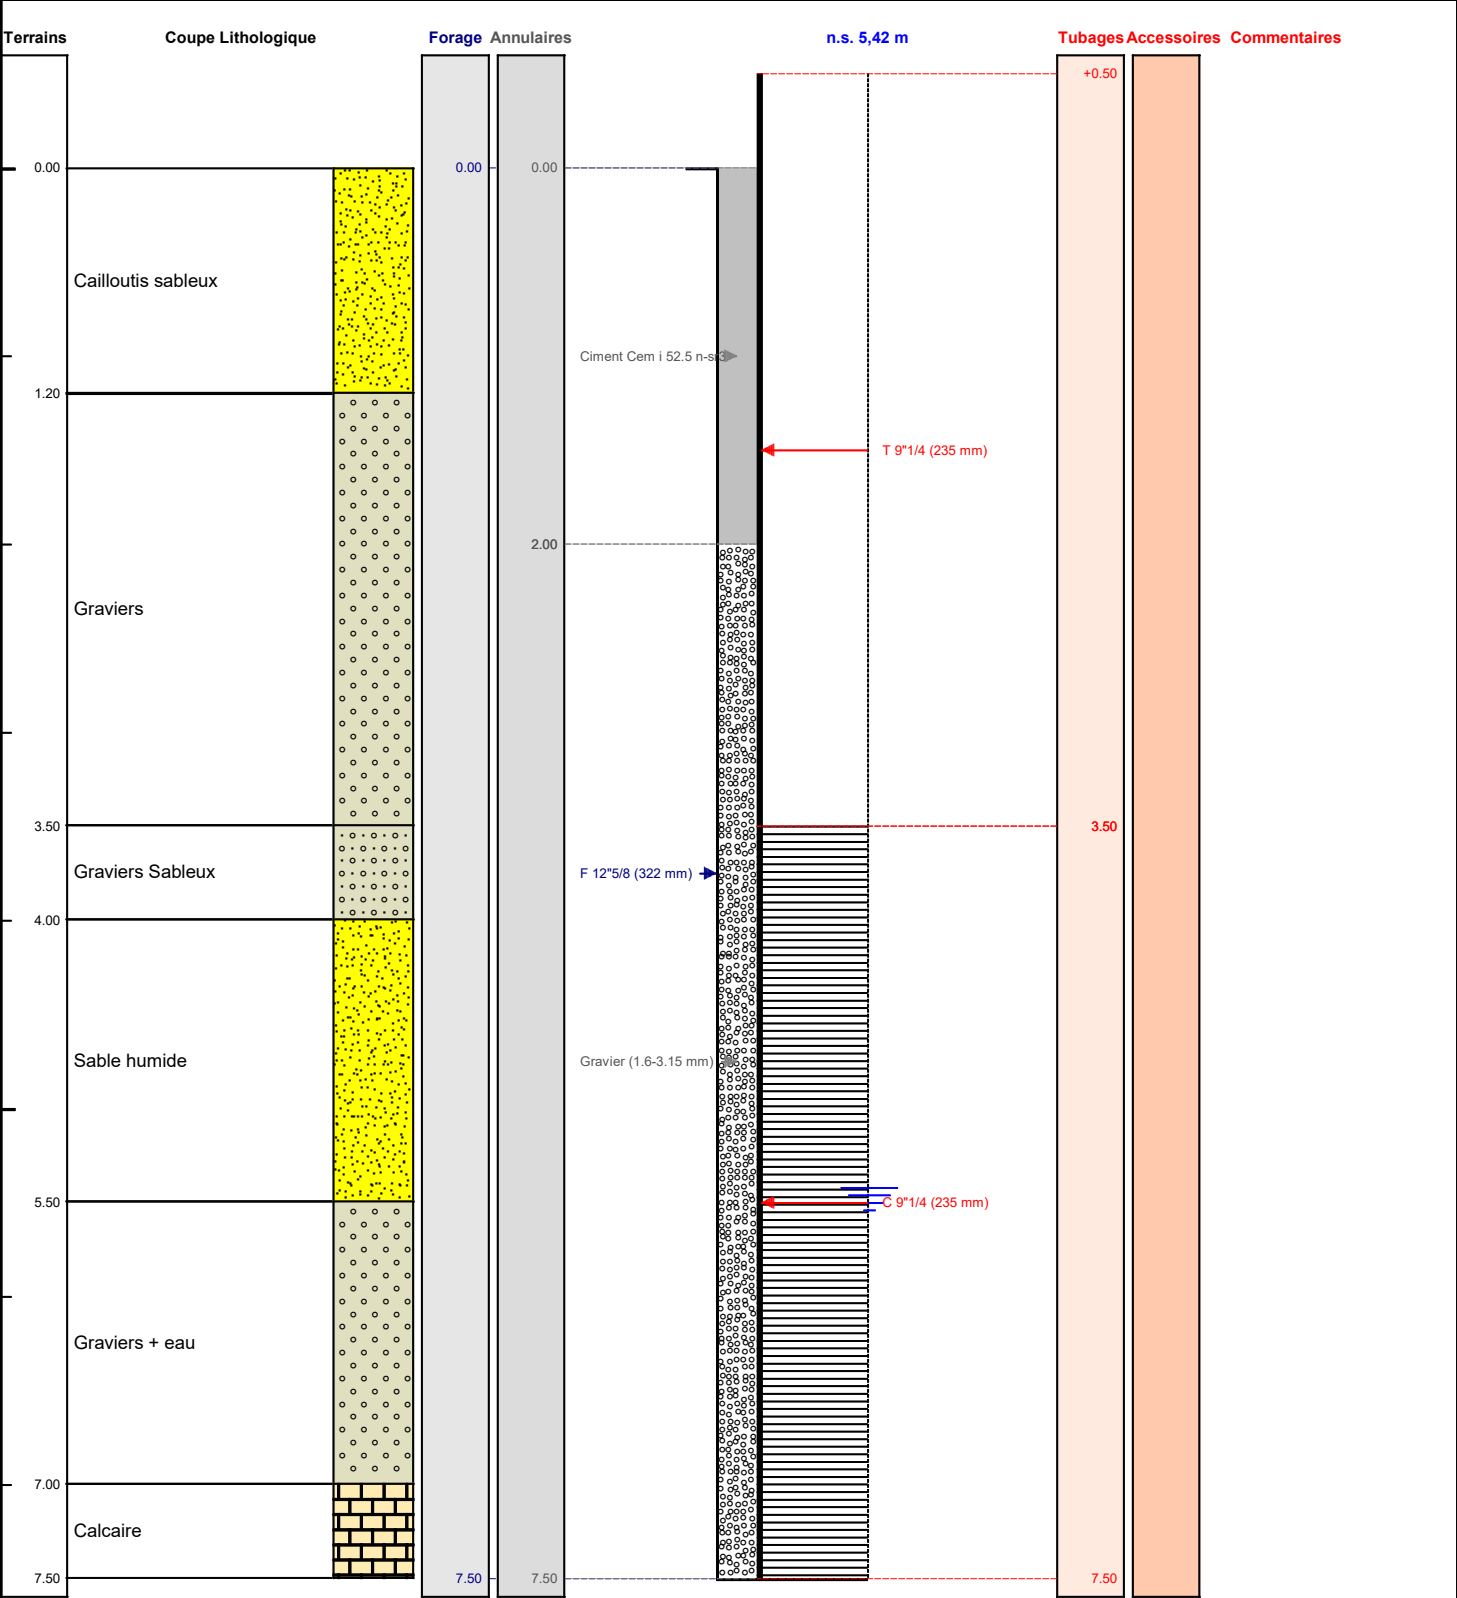 Terrains Coupe Lithologique Forage Annulaires n.s. 5,42 m Tubages Accessoires Commentaires
+0.50
0.00 0.00 0.00
Cailloutis sableux
Ciment Cem i 52.5 n-sr3
1.20
T 9"1/4 (235 mm)
2.00
Graviers
3.50 3.50
Graviers Sableux F 12"5/8 (322 mm)
4.00
Sable humide Gravier (1.6-3.15 mm)
5.50 C 9"1/4 (235 mm)
Graviers + eau
7.00
Calcaire
7.50 7.50 7.50 7.50